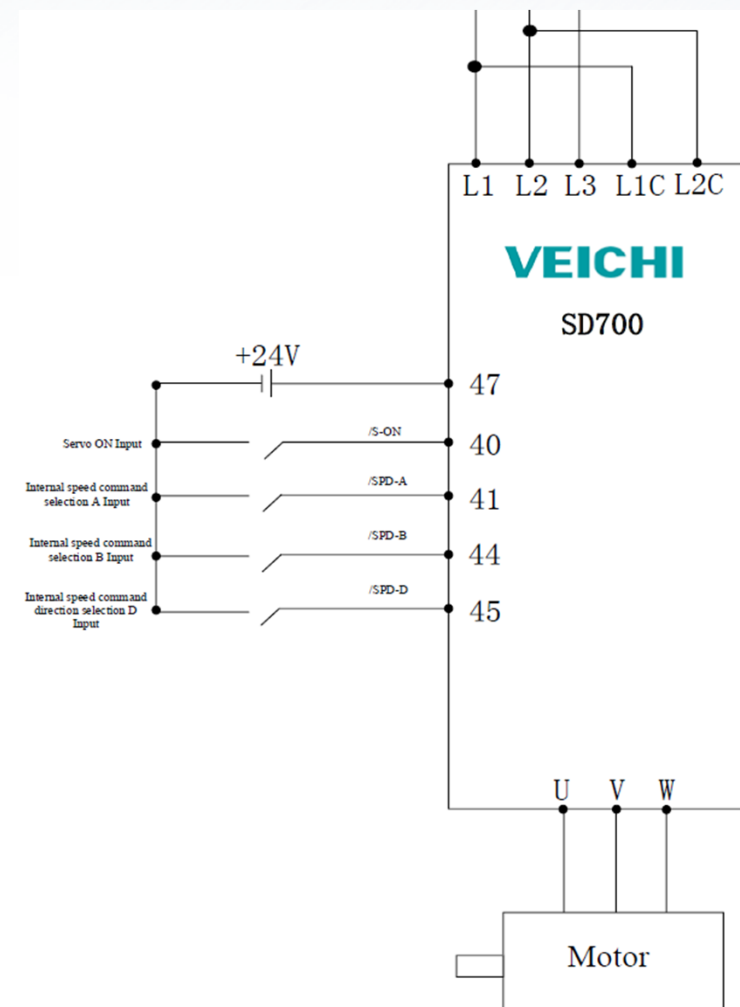 L1 L2 L3 L1C L2C
VEICHI
SD700
+24V
47
Servo ON Input
/S-ON
40
Internal speed command
selection A Input
/SPD-A
41
Internal speed command
selection B Input
/SPD-B
44
Internal speed command
direction selection D
Input
/SPD-D
45
U V W
Motor